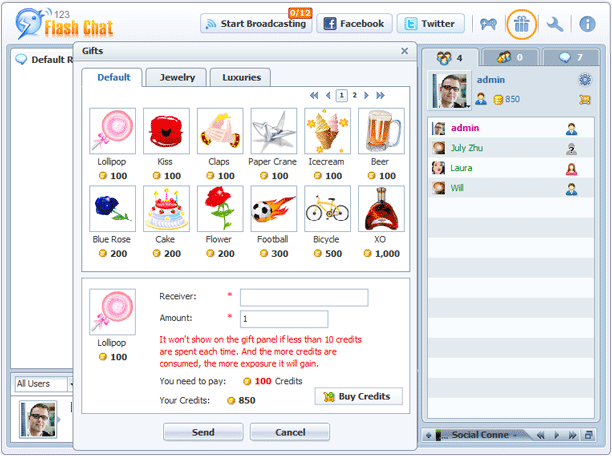 123
Flash Chat
0/12
Start Broadcasting
Facebook
Twitter
Default R
Gifts
Default
Jewelry
Luxuries
1 2
Lollipop Kiss Claps Paper Crane Icecream Beer
100 100 100 100 100 100
Blue Rose Cake Flower Football Bicycle XO
200 200 200 300 500 1,000
Lollipop
100
Receiver: *
Amount: * 1
It won't show on the gift panel if less than 10 credits
are spent each time. And the more credits are
consumed, the more exposure it will gain.
You need to pay: 100 Credits
Your Credits: 850
Buy Credits
Send
Cancel
All Users
4
0
7
admin
850
admin
July Zhu
Laura
Will
... Social Conne